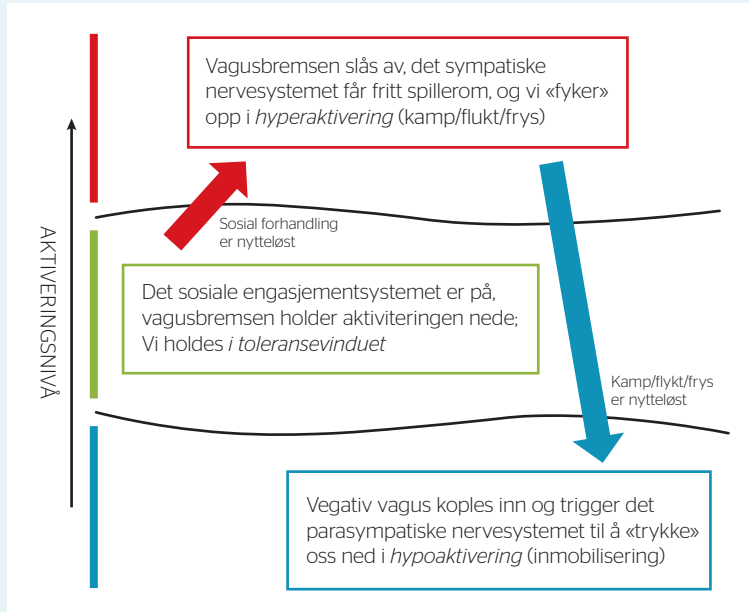 Vagusbremsen slås av, det sympatiske
nervesystemet får fritt spillerom, og vi «fyker»
opp i hyperaktivering (kamp/flukt/frys)
Sosial forhandling
er nytteløst
AKTIVERINGSNIVÅ
Det sosiale engasjementsystemet er på,
vagusbremsen holder aktiviteringen nede;
Vi holdes i toleransevinduet
Kamp/flykt/frys
er nytteløst
Vegativ vagus koples inn og trigger det
parasympatiske nervesystemet til å «trykke»
oss ned i hypoaktivering (inmobilisering)